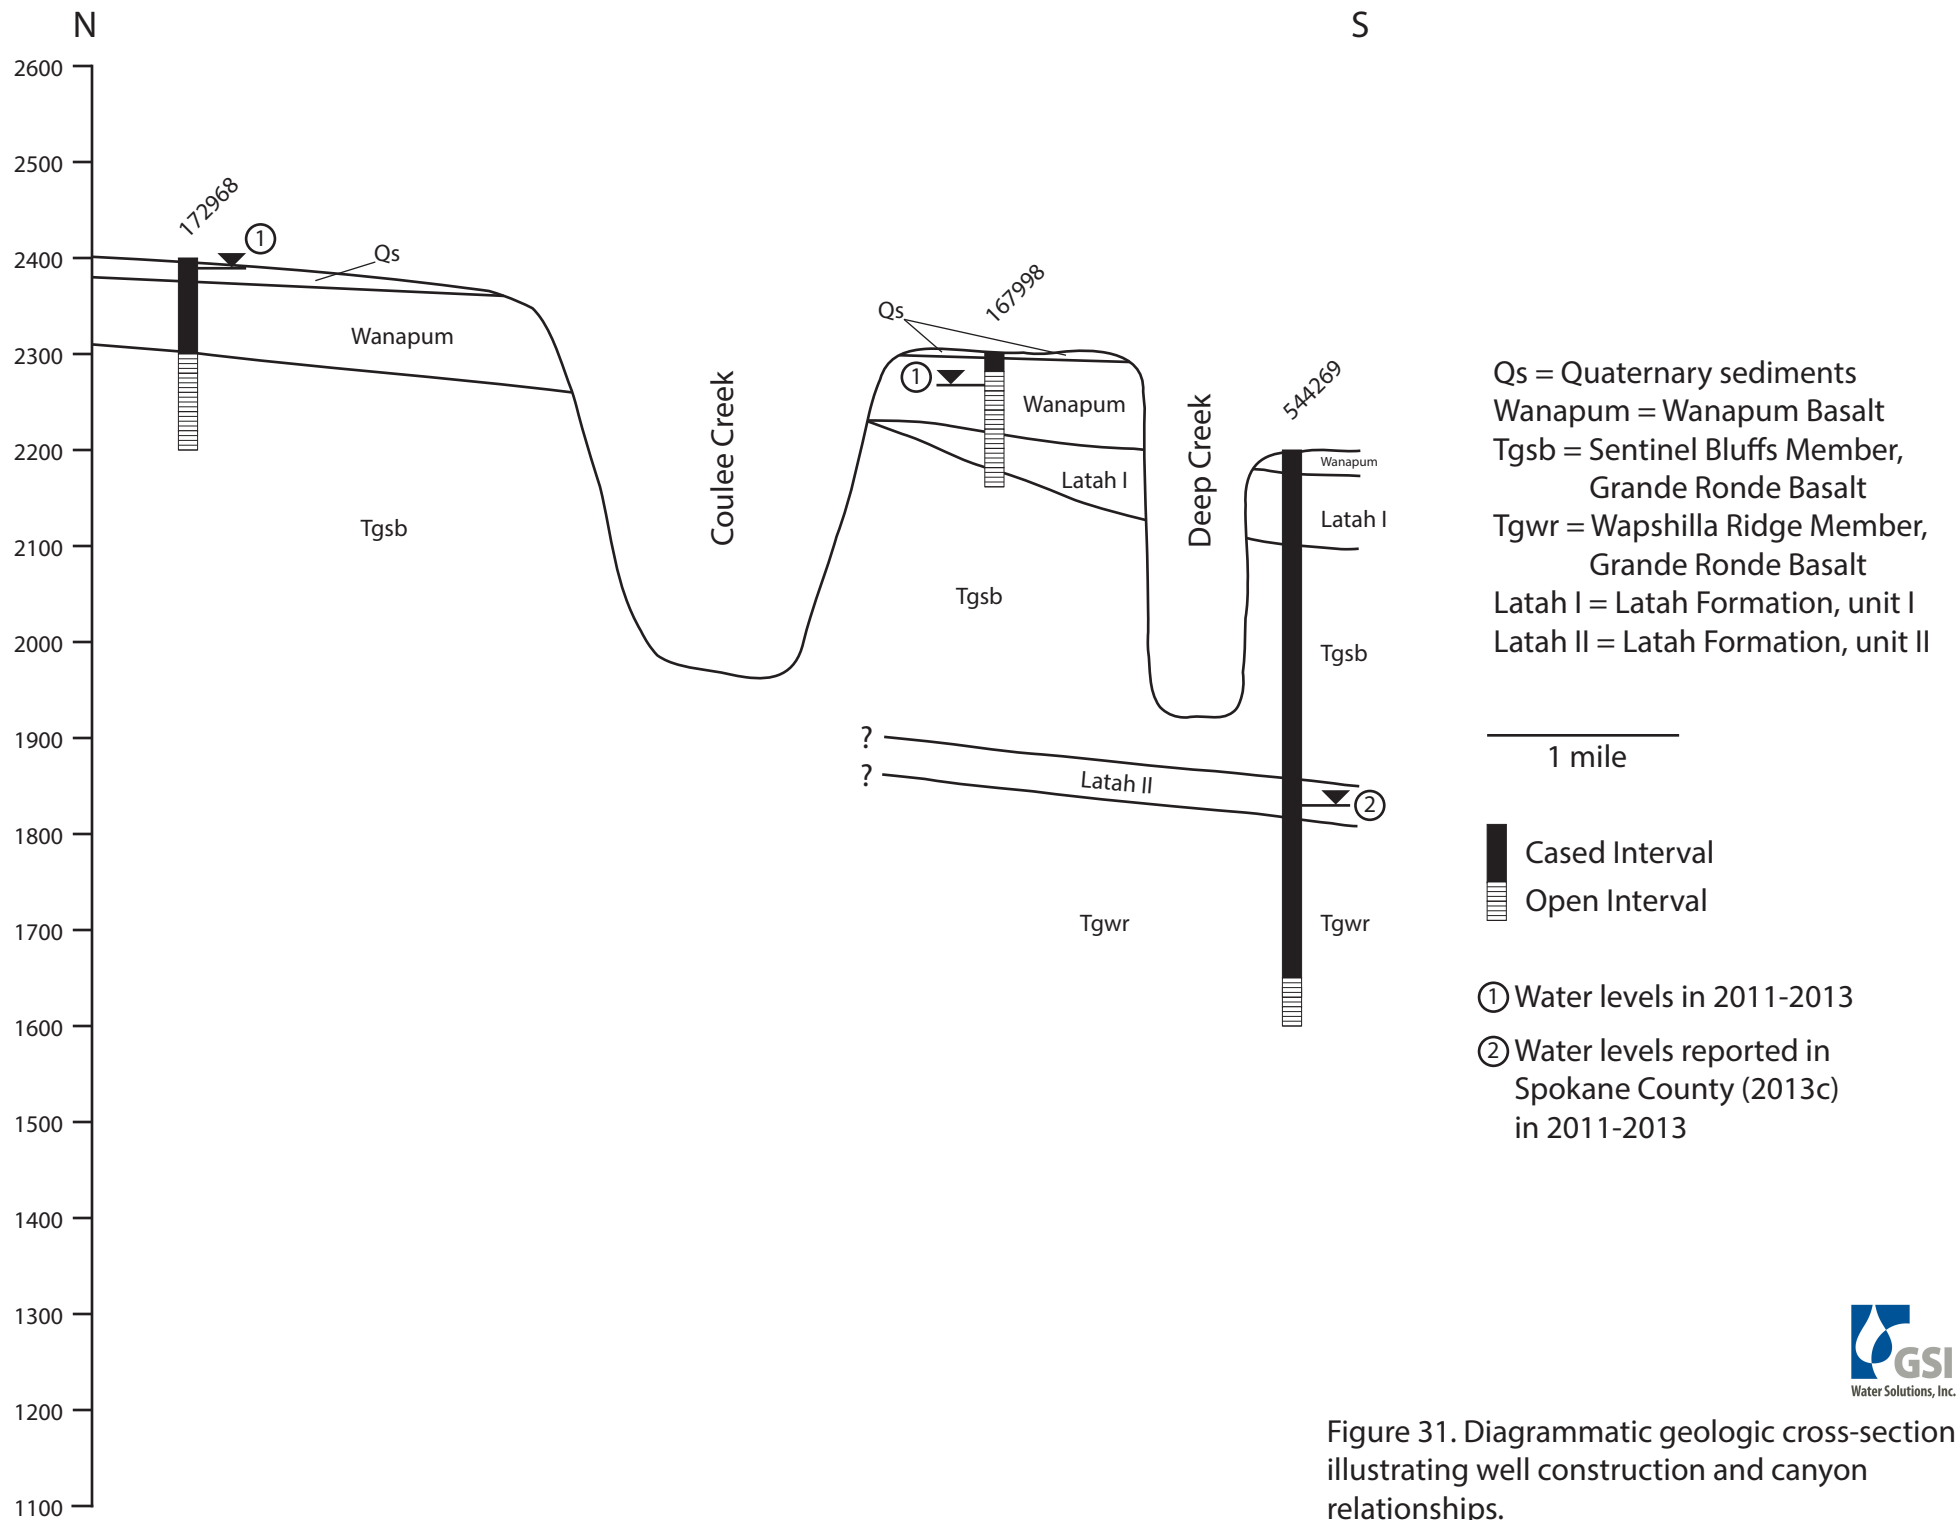 N
S
2600
2500
2400
2300
2200
2100
2000
1900
1800
1700
1600
1500
1400
1300
1200
1100
172968
1
Qs
Wanapum
Tgsb
Coulee Creek
Qs
167998
1
Wanapum
Latah I
Tgsb
Deep Creek
544269
Wanapum
Latah I
Tgsb
?
?
Latah II
2
Tgwr
Tgwr
Qs = Quaternary sediments
Wanapum = Wanapum Basalt
Tgsb = Sentinel Bluffs Member,
Grande Ronde Basalt
Tgwr = Wapshilla Ridge Member,
Grande Ronde Basalt
Latah I = Latah Formation, unit I
Latah II = Latah Formation, unit II
1 mile
Cased Interval
Open Interval
1 Water levels in 2011-2013
2 Water levels reported in
Spokane County (2013c)
in 2011-2013
GSI
Water Solutions, Inc.
Figure 31. Diagrammatic geologic cross-section
illustrating well construction and canyon
relationships.